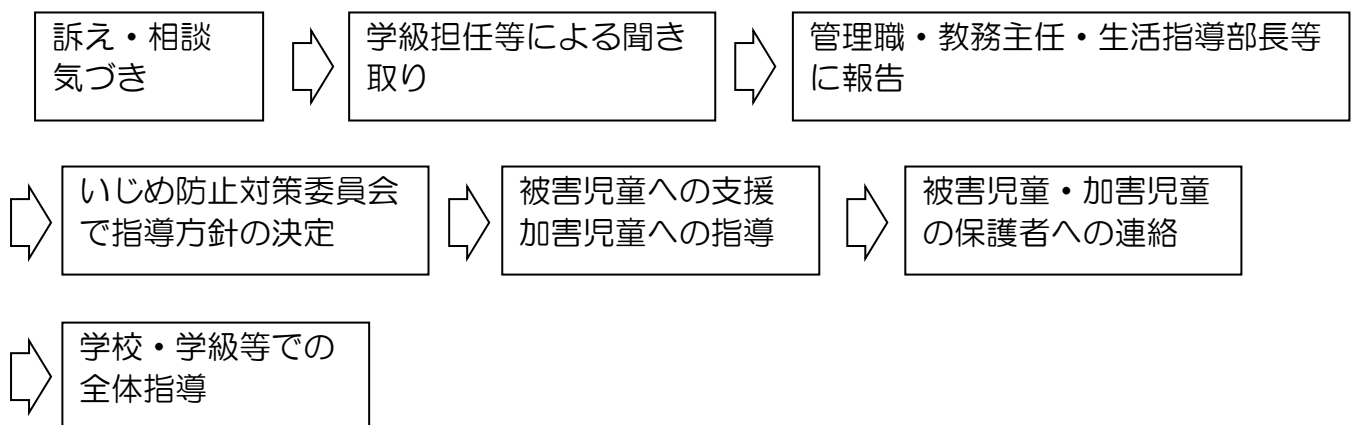 訴え・相談
気づき
学級担任等による聞き
取り
管理職・教務主任・生活指導部長等
に報告
いじめ防止対策委員会
で指導方針の決定
被害児童への支援
加害児童への指導
被害児童・加害児童
の保護者への連絡
学校・学級等での
全体指導